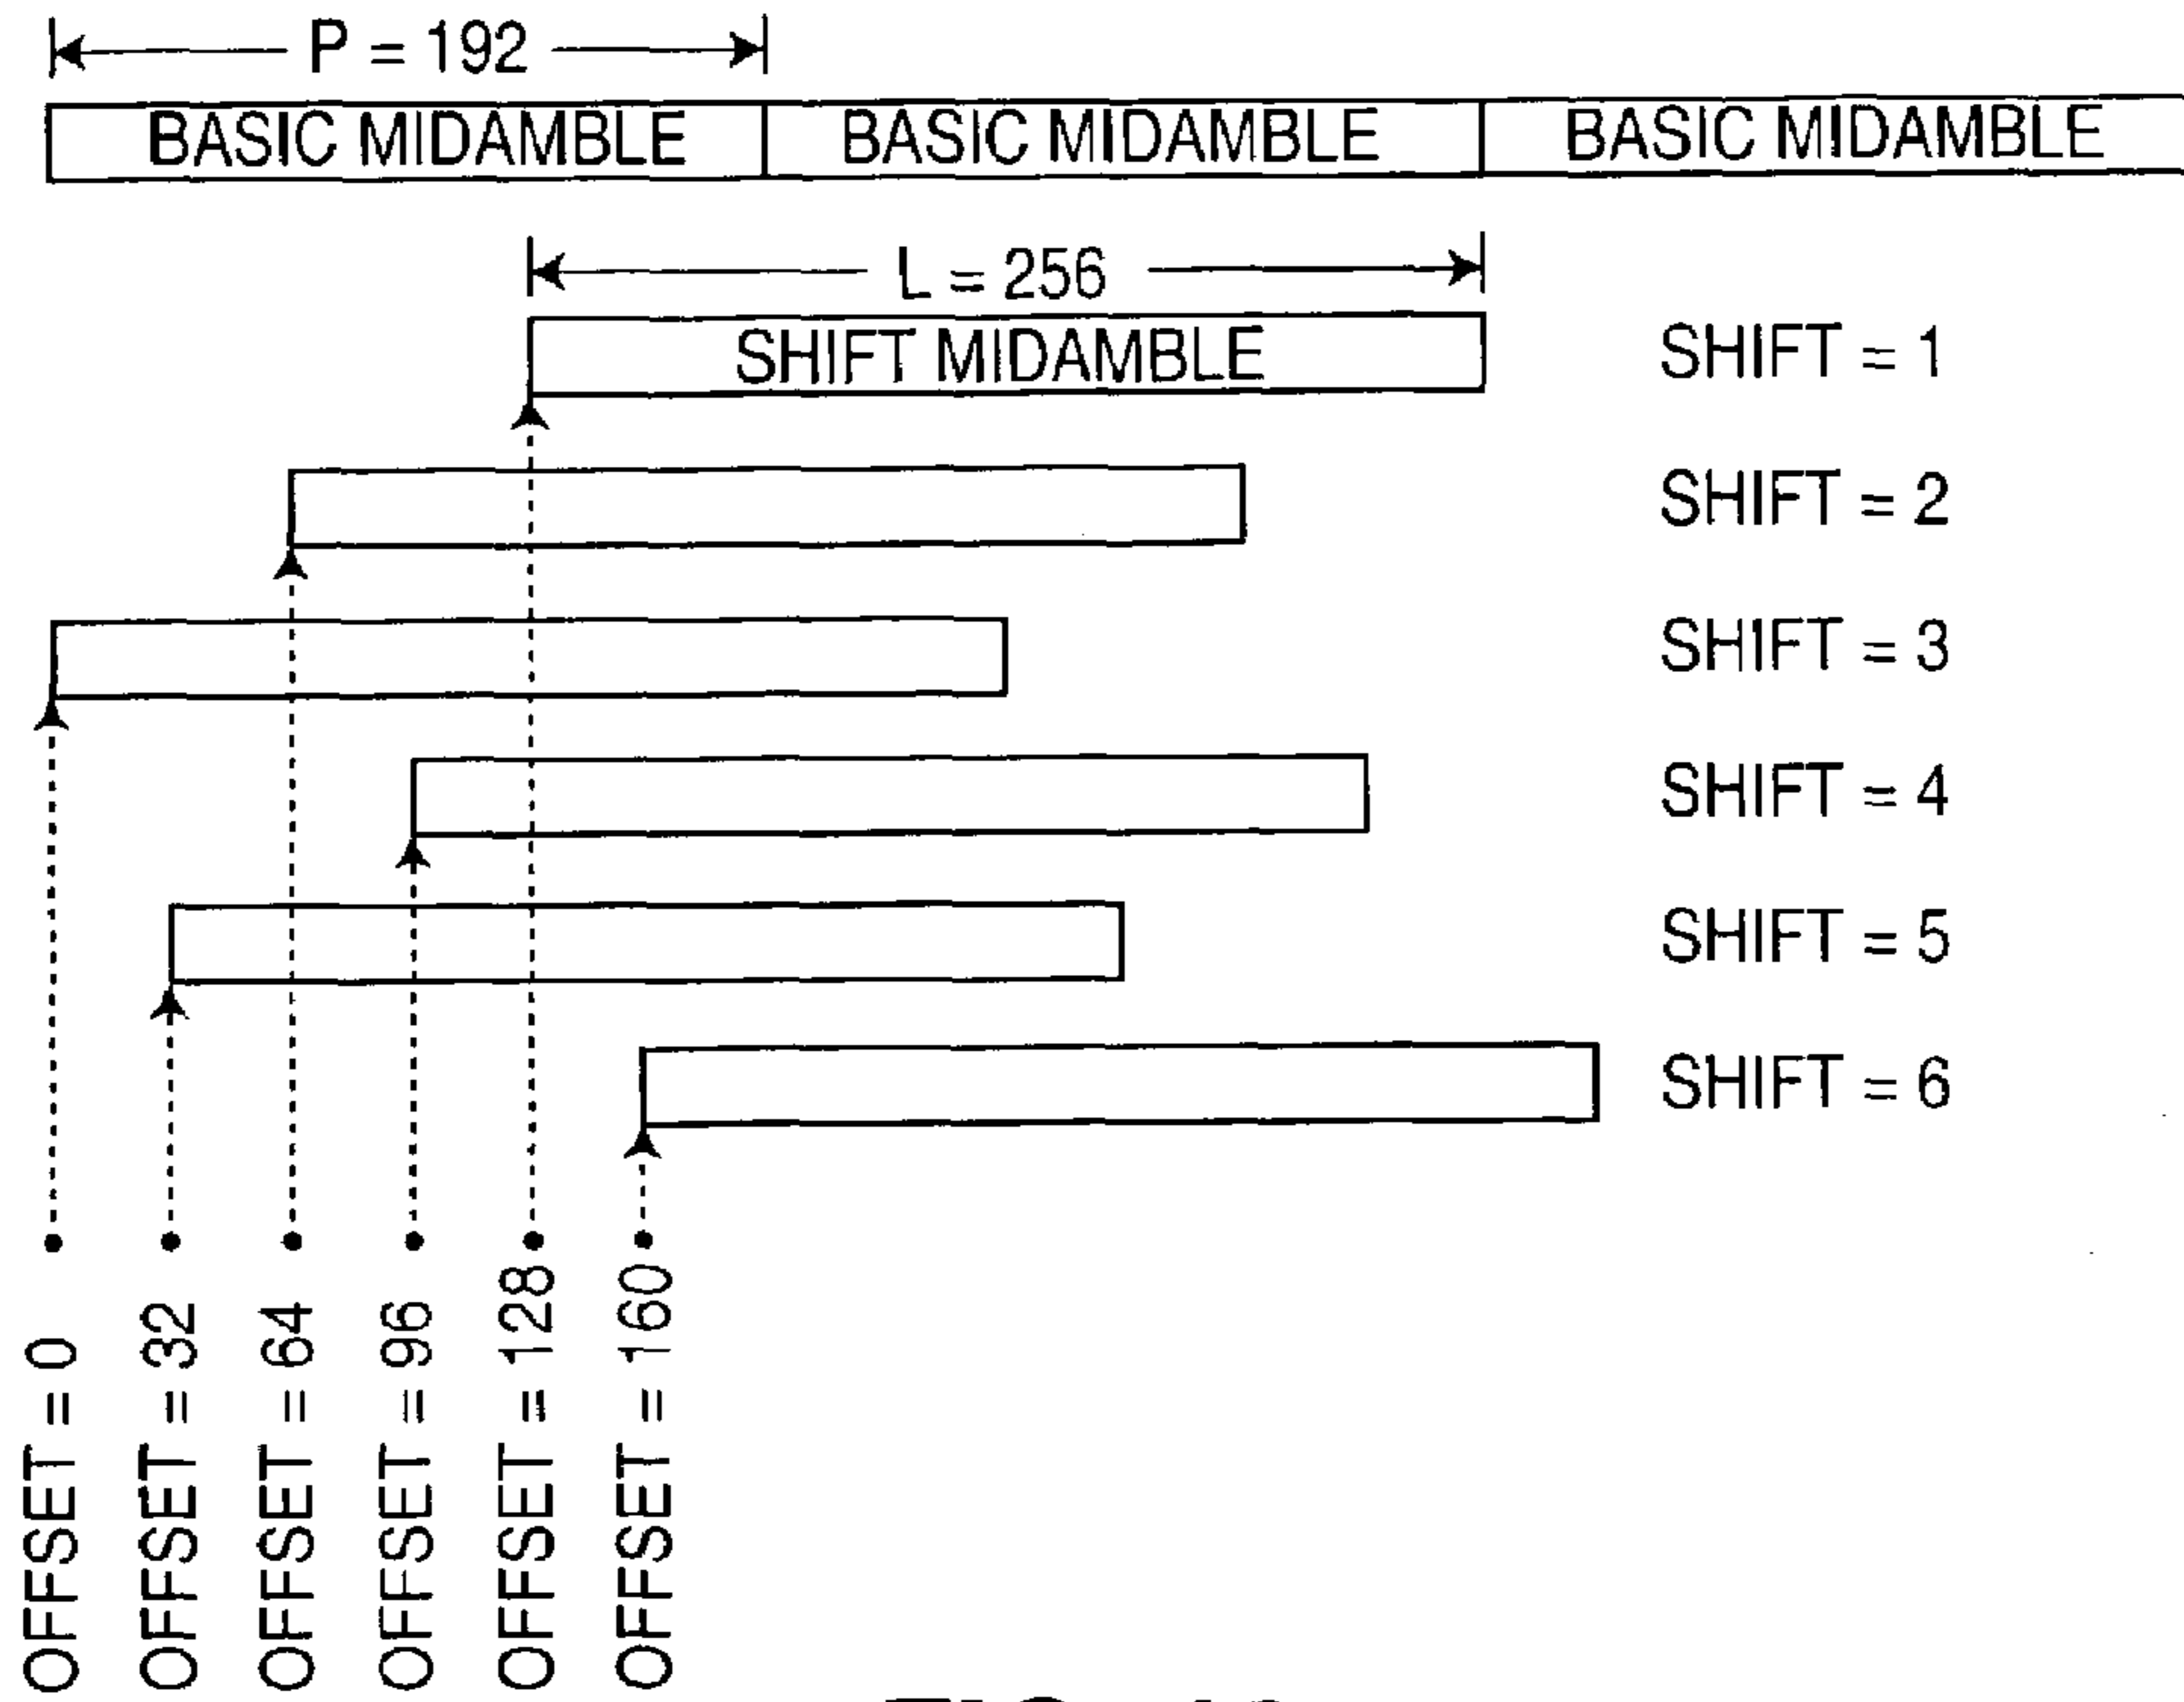 P = 192
BASIC MIDAMBLE BASIC MIDAMBLE BASIC MIDAMBLE
L = 256
SHIFT MIDAMBLE SHIFT = 1
SHIFT = 2
SHIFT = 3
SHIFT = 4
SHIFT = 5
SHIFT = 6
OFFSET = 0
OFFSET = 32
OFFSET = 64
OFFSET = 96
OFFSET = 128
OFFSET = 160